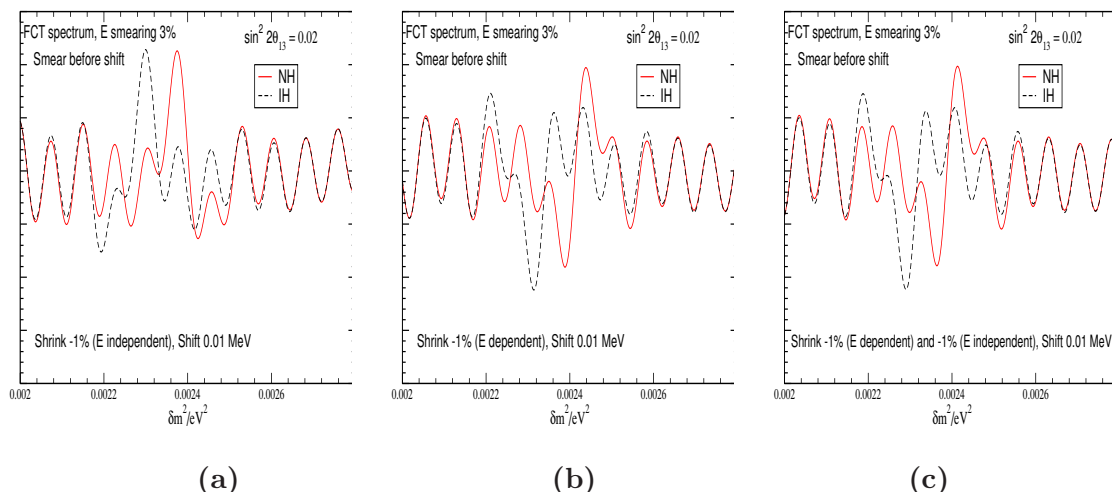 FCT spectrum, E smearing 3%
sin² 2θ₁₃ = 0.02
Smear before shift
NH
IH
Shrink -1% (E independent), Shift 0.01 MeV
0.002
0.0022
0.0024
0.0026
δm²/eV²
(a)
FCT spectrum, E smearing 3%
sin² 2θ₁₃ = 0.02
Smear before shift
NH
IH
Shrink -1% (E dependent), Shift 0.01 MeV
0.002
0.0022
0.0024
0.0026
δm²/eV²
(b)
FCT spectrum, E smearing 3%
sin² 2θ₁₃ = 0.02
Smear before shift
NH
IH
Shrink -1% (E dependent) and -1% (E independent), Shift 0.01 MeV
0.002
0.0022
0.0024
0.0026
δm²/eV²
(c)